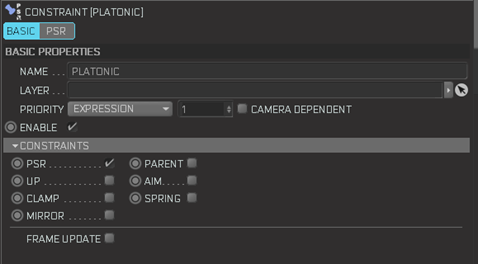 CONSTRAINT [PLATONIC]
BASIC PSR
BASIC PROPERTIES
NAME . . . PLATONIC
LAYER . . .
PRIORITY EXPRESSION 1 CAMERA DEPENDENT
ENABLE
CONSTRAINTS
PSR . . . . . . . . . . . PARENT
UP . . . . . . . . . . . . AIM. . . . .
CLAMP . . . . . . . . SPRING
MIRROR . . . . . . .
FRAME UPDATE